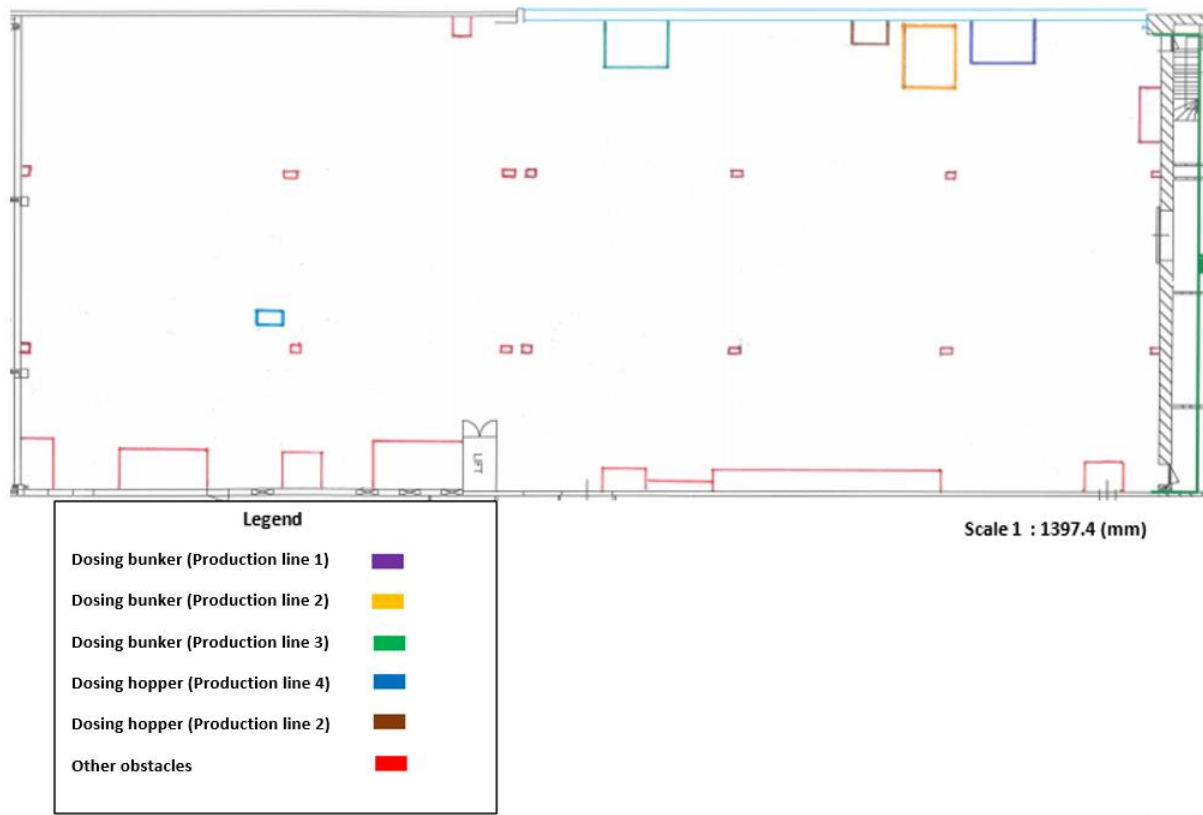 LIFT
Scale 1 : 1397.4 (mm)
Legend
Dosing bunker (Production line 1)
Dosing bunker (Production line 2)
Dosing bunker (Production line 3)
Dosing hopper (Production line 4)
Dosing hopper (Production line 2)
Other obstacles